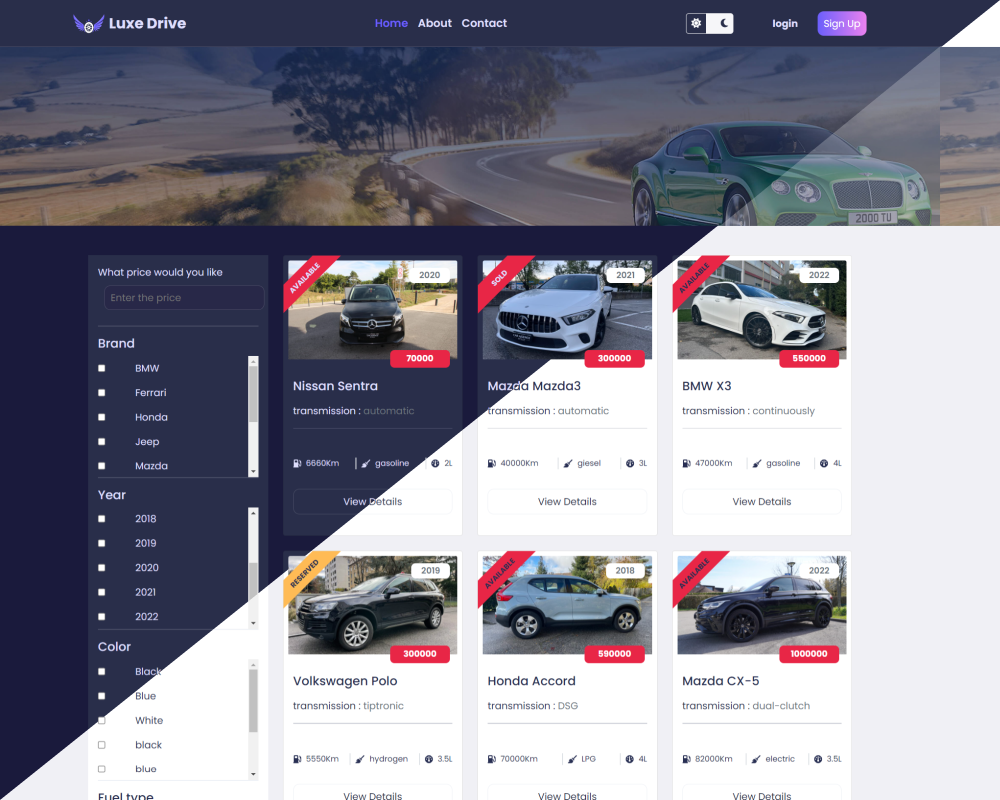 Luxe Drive
Home About Contact
login
Sign Up
2000 TU
What price would you like
Enter the price
Brand
BMW
Ferrari
Honda
Jeep
Mazda
Year
2018
2019
2020
2021
2022
Color
Black
Blue
White
black
blue
Fuel type
AVAILABLE
2020
70000
Nissan Sentra
transmission : automatic
6660Km gasoline 2L
View Details
SOLD
2021
300000
Mazda Mazda3
transmission : automatic
40000Km giesel 3L
View Details
AVAILABLE
2022
550000
BMW X3
transmission : continuously
47000Km gasoline 4L
View Details
RESERVED
2019
300000
Volkswagen Polo
transmission : tiptronic
5550Km hydrogen 3.5L
View Details
AVAILABLE
2018
590000
Honda Accord
transmission : DSG
70000Km LPG 4L
View Details
AVAILABLE
2022
1000000
Mazda CX-5
transmission : dual-clutch
82000Km electric 3.5L
View Details